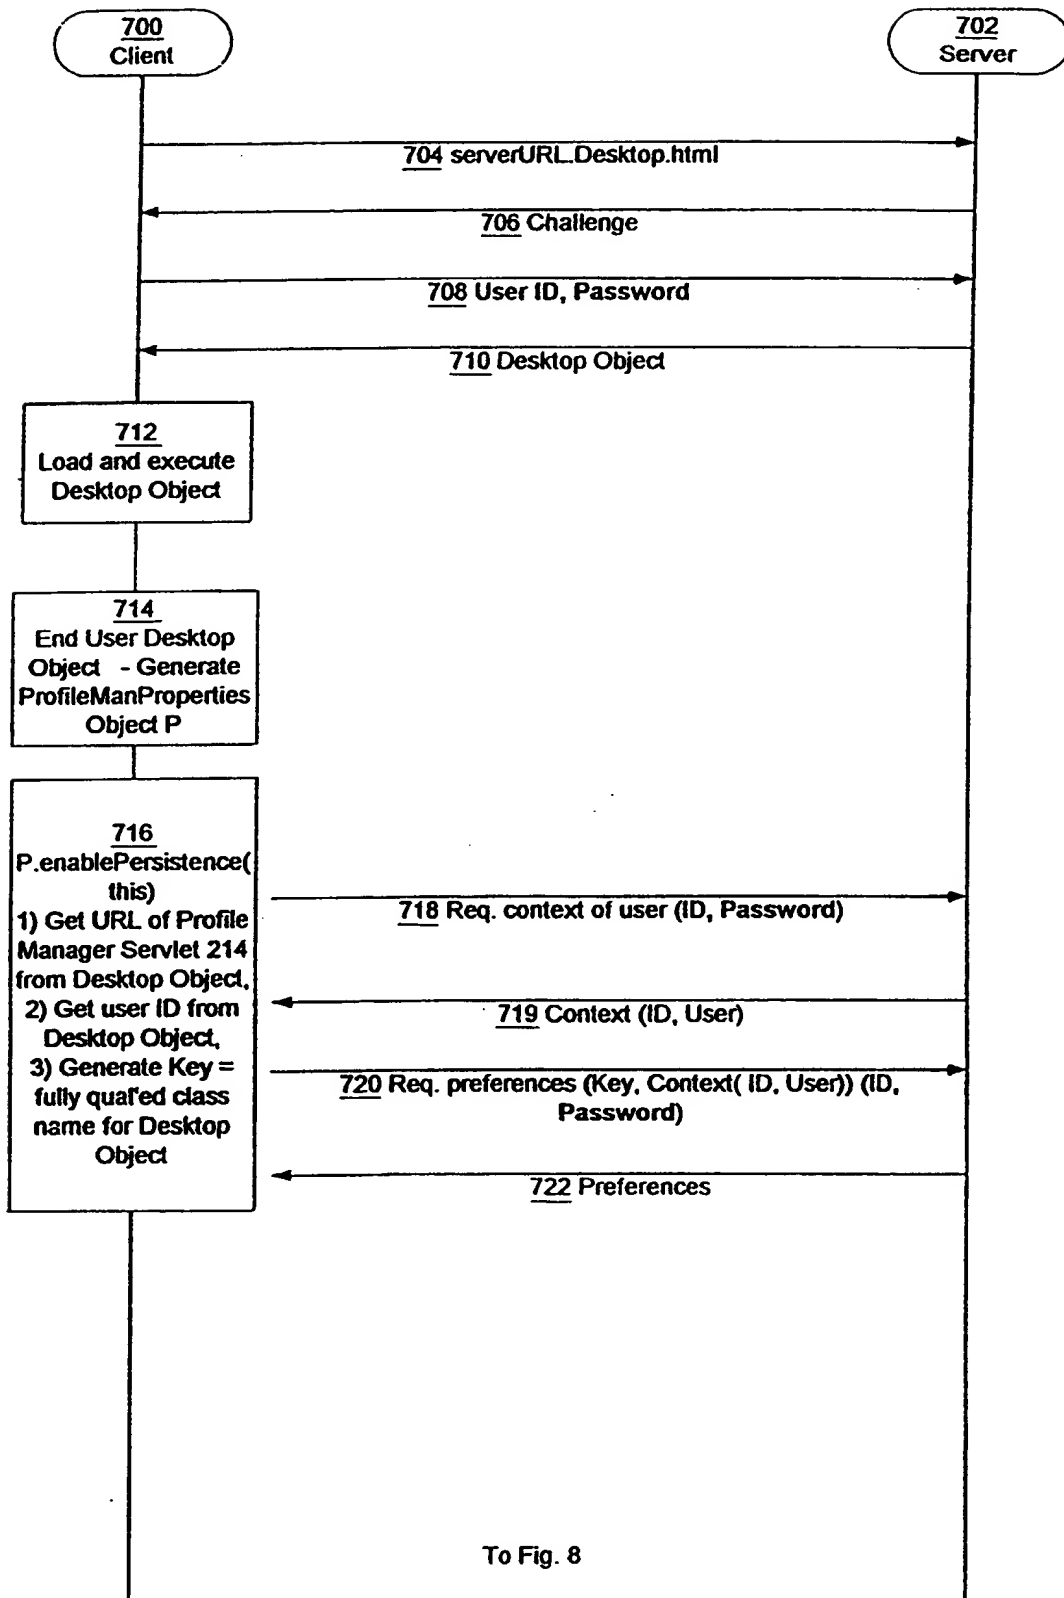 700
Client
702
Server
704 serverURL.Desktop.html
706 Challenge
708 User ID, Password
710 Desktop Object
712
Load and execute
Desktop Object
714
End User Desktop
Object - Generate
ProfileManProperties
Object P
716
P.enablePersistence(
this)
1) Get URL of Profile
Manager Servlet 214
from Desktop Object,
2) Get user ID from
Desktop Object,
3) Generate Key =
fully qualf'ed class
name for Desktop
Object
718 Req. context of user (ID, Password)
719 Context (ID, User)
720 Req. preferences (Key, Context( ID, User)) (ID,
Password)
722 Preferences
To Fig. 8